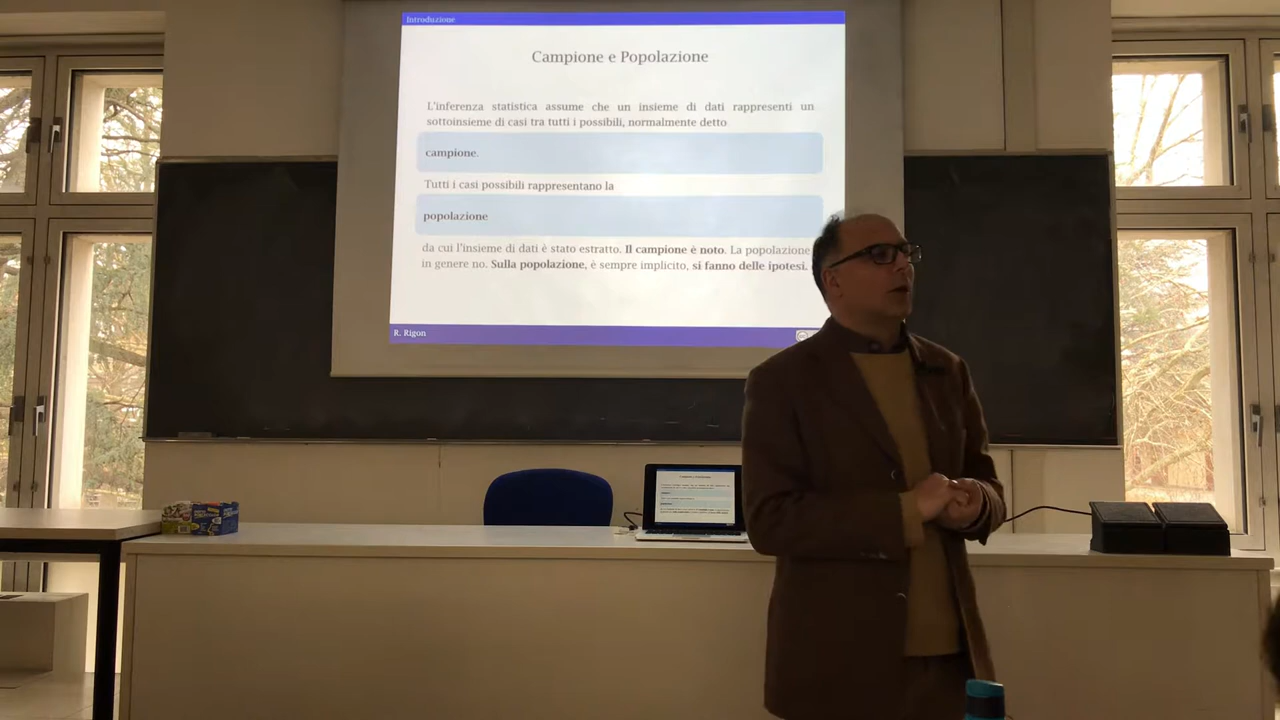 Introduzione
Campione e Popolazione
L'inferenza statistica assume che un insieme di dati rappresenti un
sottoinsieme di casi tra tutti i possibili, normalmente detto
campione.
Tutti i casi possibili rappresentano la
popolazione
da cui l'insieme di dati è stato estratto. Il campione è noto. La popolazione
in genere no. Sulla popolazione, è sempre implicito, si fanno delle ipotesi.
R. Rigon